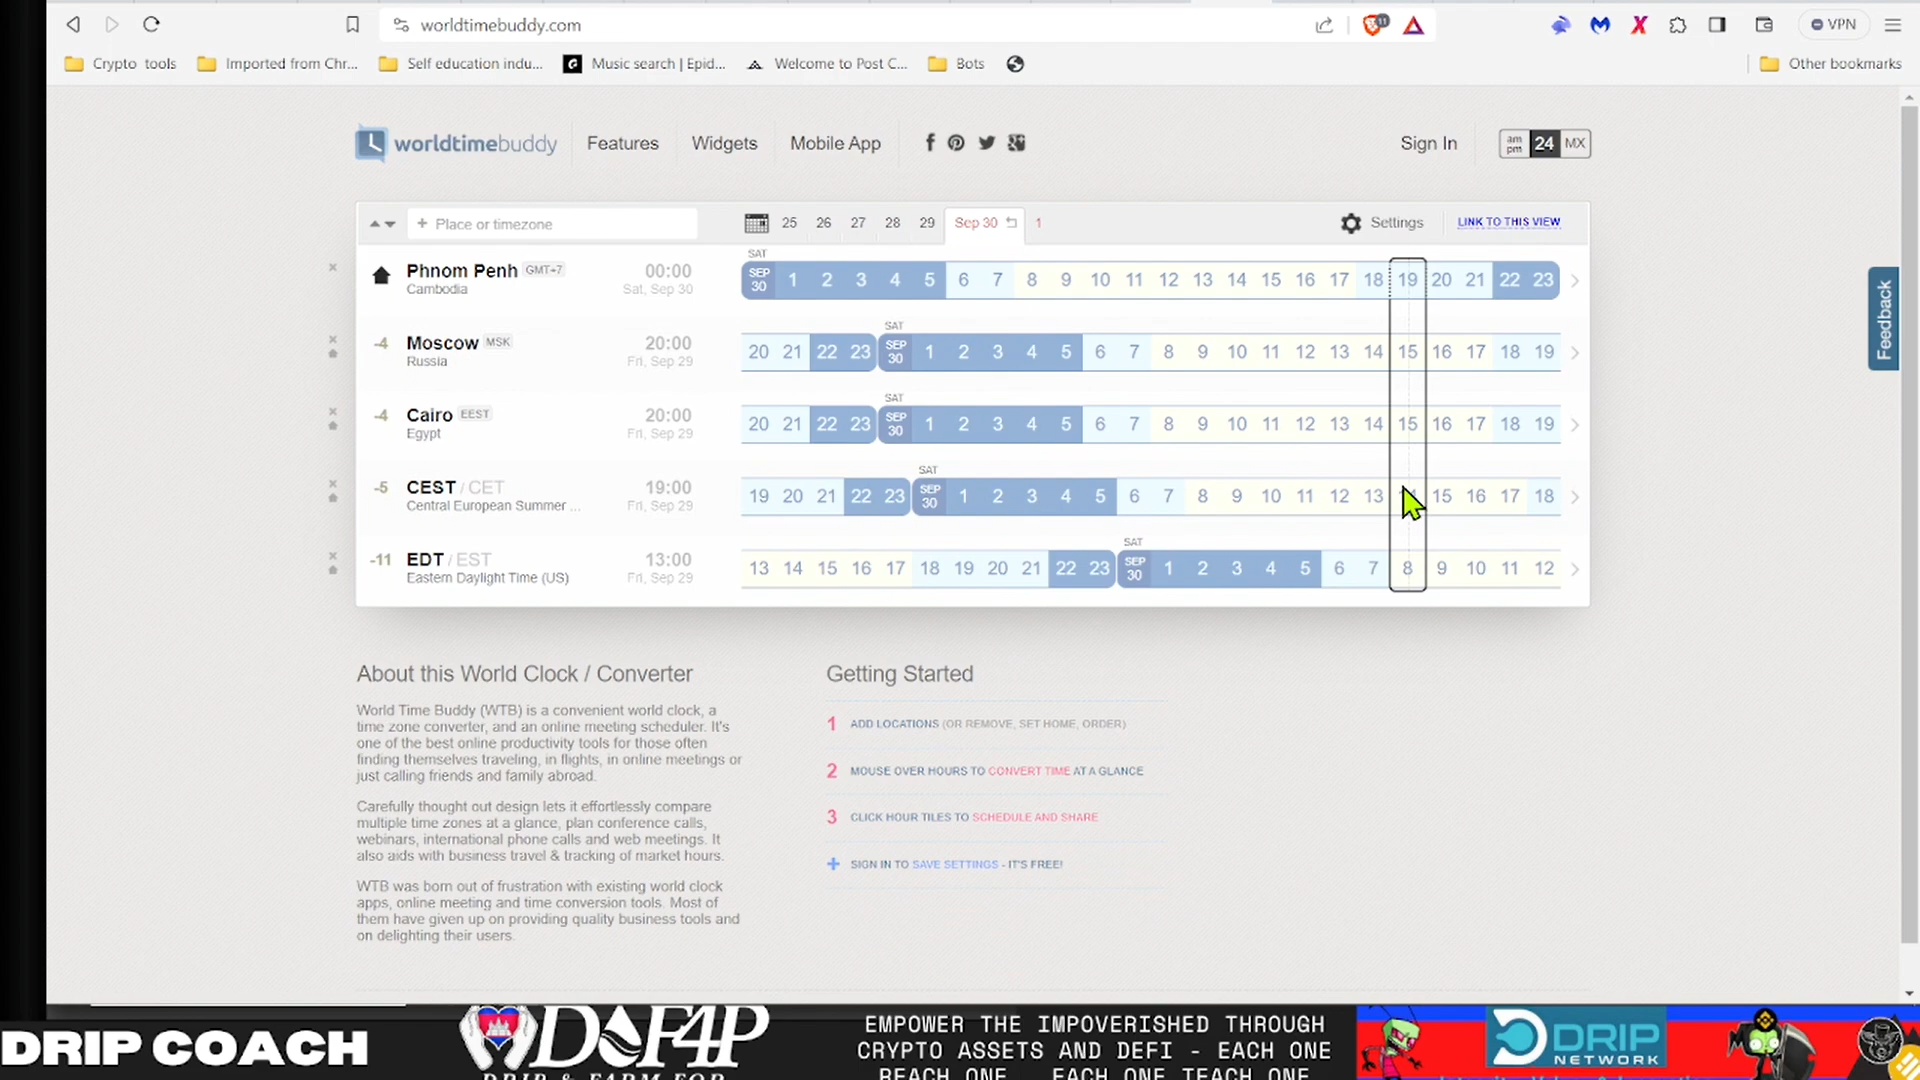 worldtimebuddy.com
11
VPN
Crypto tools
Imported from Chr...
Self education indu...
Music search | Epid...
Welcome to Post C...
Bots
Other bookmarks
worldtimebuddy
Features
Widgets
Mobile App
Sign In
am pm 24 MX
+ Place or timezone
25 26 27 28 29 Sep 30 1
Settings
LINK TO THIS VIEW
SAT
Phnom Penh GMT+7 00:00
Cambodia Sat, Sep 30
SEP 30 1 2 3 4 5 6 7 8 9 10 11 12 13 14 15 16 17 18 19 20 21 22 23
SAT
-4 Moscow MSK 20:00
Russia Fri, Sep 29
20 21 22 23 SEP 30 1 2 3 4 5 6 7 8 9 10 11 12 13 14 15 16 17 18 19
SAT
-4 Cairo EEST 20:00
Egypt Fri, Sep 29
20 21 22 23 SEP 30 1 2 3 4 5 6 7 8 9 10 11 12 13 14 15 16 17 18 19
SAT
-5 CEST / CET 19:00
Central European Summer ... Fri, Sep 29
19 20 21 22 23 SEP 30 1 2 3 4 5 6 7 8 9 10 11 12 13 15 16 17 18
SAT
-11 EDT / EST 13:00
Eastern Daylight Time (US) Fri, Sep 29
13 14 15 16 17 18 19 20 21 22 23 SEP 30 1 2 3 4 5 6 7 8 9 10 11 12
Feedback
About this World Clock / Converter
World Time Buddy (WTB) is a convenient world clock, a
time zone converter, and an online meeting scheduler. It's
one of the best online productivity tools for those often
finding themselves traveling, in flights, in online meetings or
just calling friends and family abroad.
Carefully thought out design lets it effortlessly compare
multiple time zones at a glance, plan conference calls,
webinars, international phone calls and web meetings. It
also aids with business travel & tracking of market hours.
WTB was born out of frustration with existing world clock
apps, online meeting and time conversion tools. Most of
them have given up on providing quality business tools and
on delighting their users.
Getting Started
1 ADD LOCATIONS (OR REMOVE, SET HOME, ORDER)
2 MOUSE OVER HOURS TO CONVERT TIME AT A GLANCE
3 CLICK HOUR TILES TO SCHEDULE AND SHARE
+ SIGN IN TO SAVE SETTINGS - IT'S FREE!
DRIP COACH
DOF4P
DRIP & FARM FOR
EMPOWER THE IMPOVERISHED THROUGH
CRYPTO ASSETS AND DEFI - EACH ONE
REACH ONE EACH ONE TEACH ONE
DRIP
NETWORK